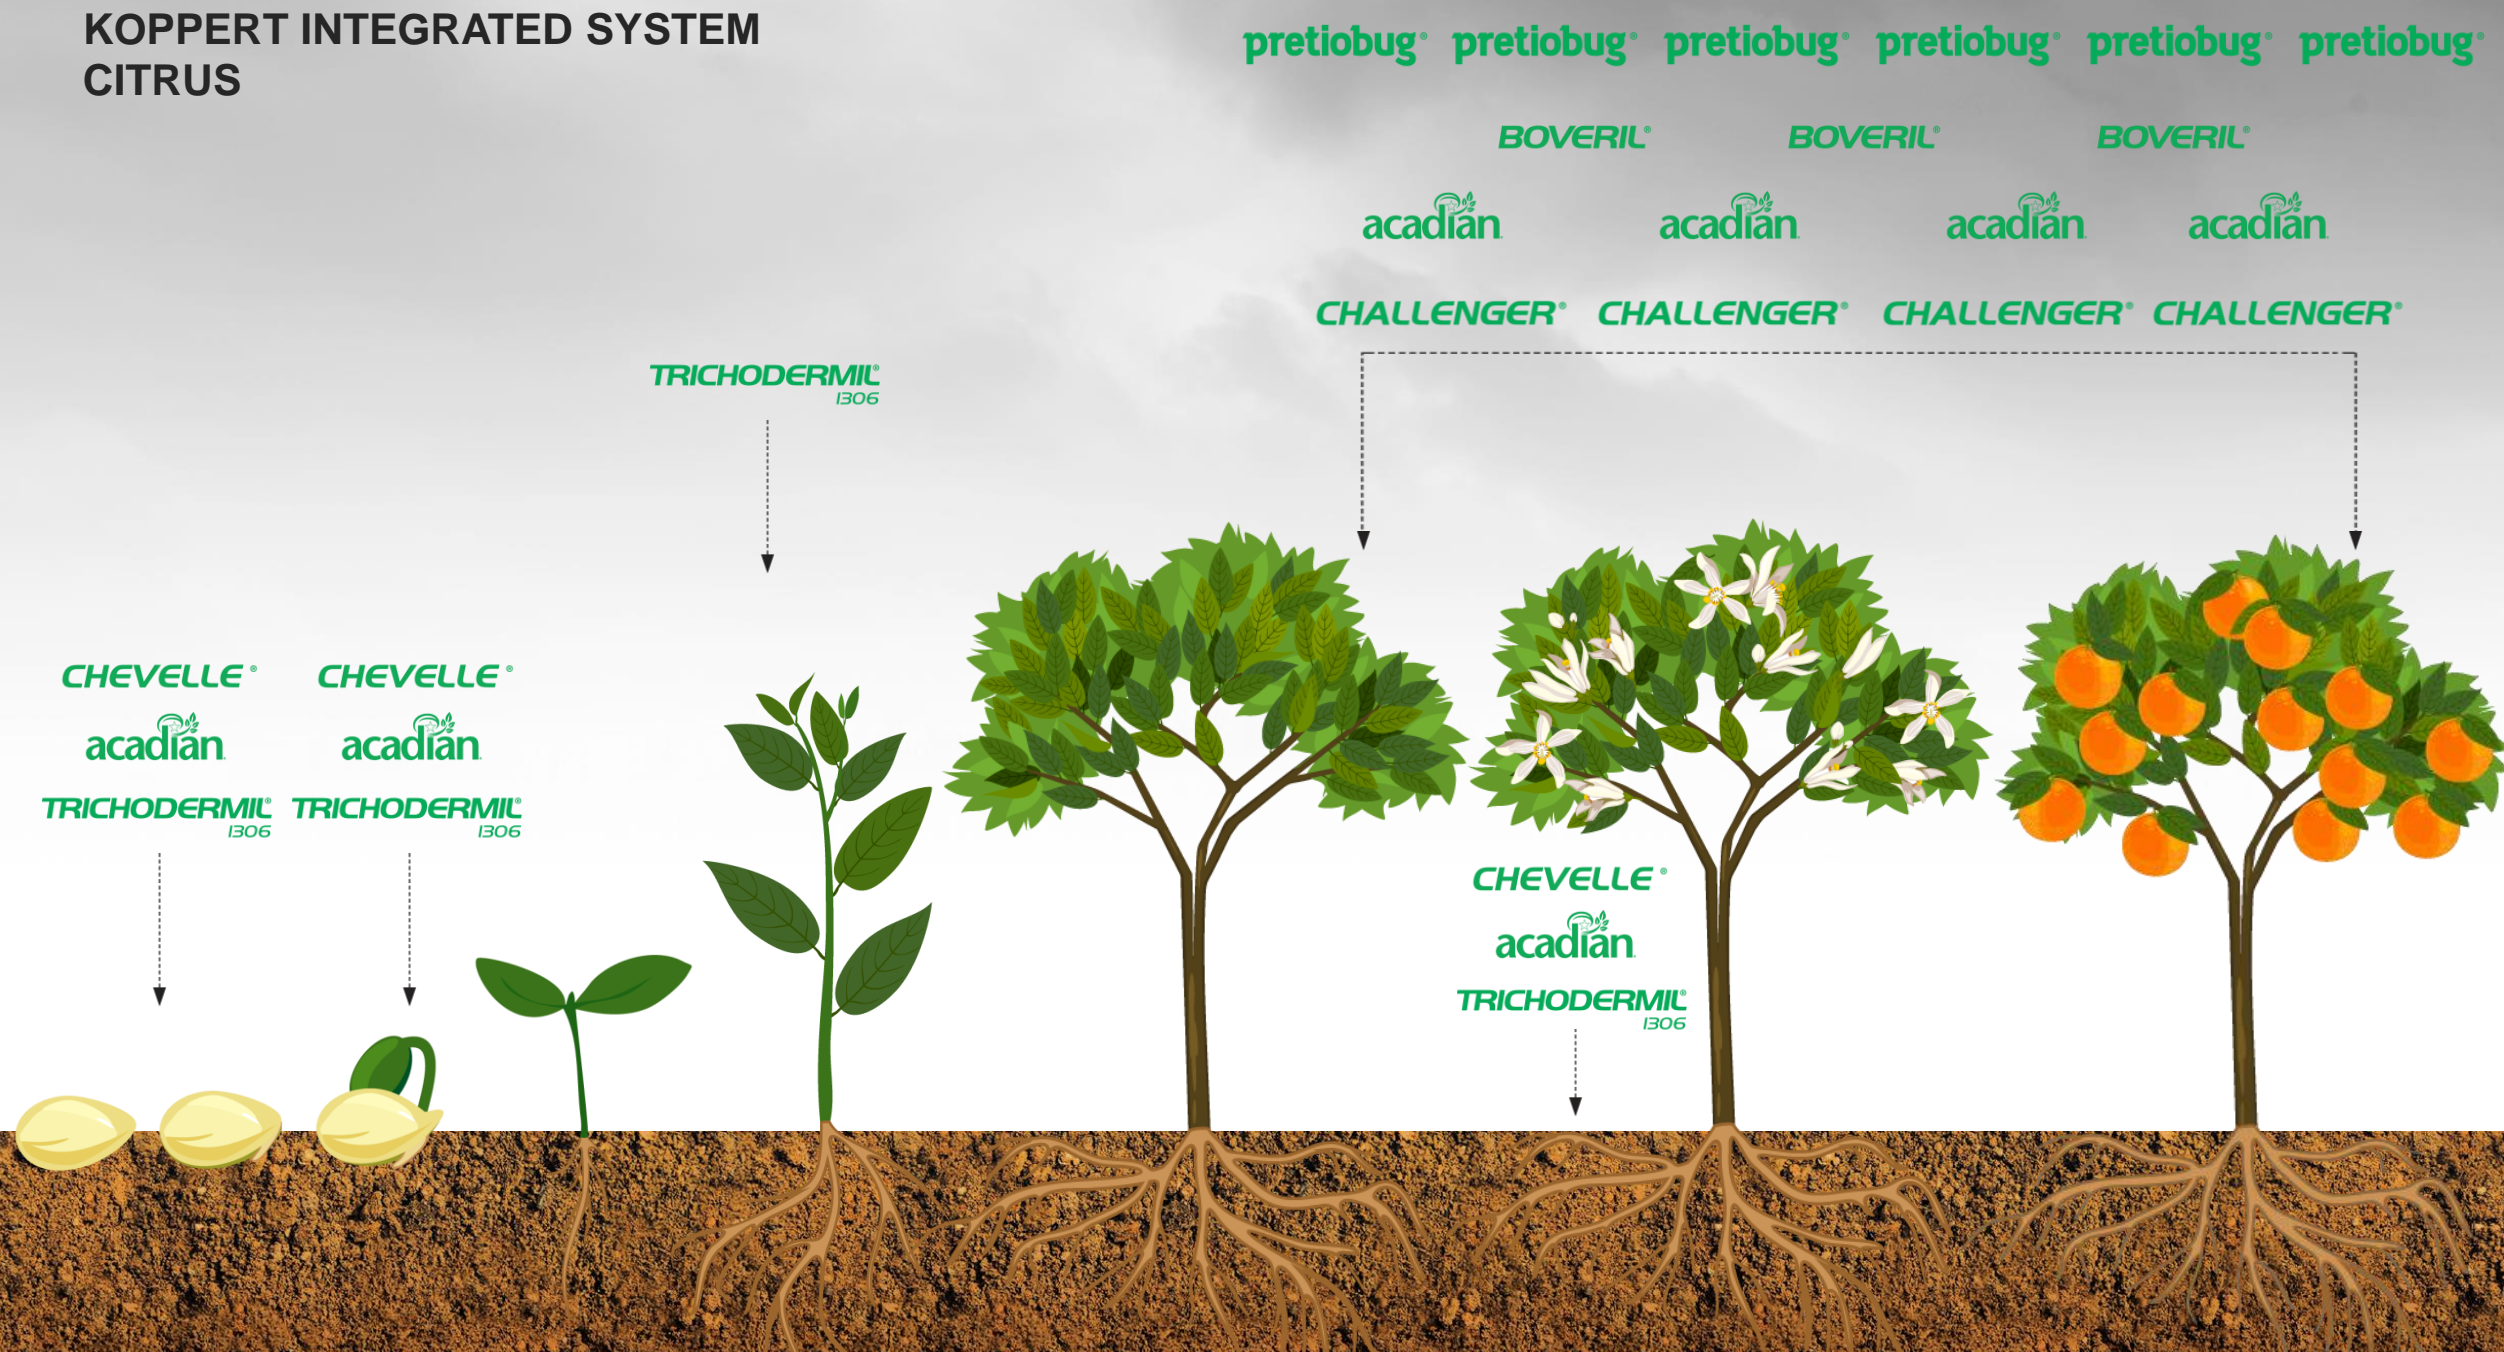 KOPPERT INTEGRATED SYSTEM
CITRUS
pretiobug® pretiobug® pretiobug® pretiobug® pretiobug® pretiobug®
BOVERIL® BOVERIL® BOVERIL®
acadian acadian acadian acadian
CHALLENGER® CHALLENGER® CHALLENGER® CHALLENGER®
TRICHODERMIL®
1306
CHEVELLE® CHEVELLE®
acadian acadian
TRICHODERMIL® TRICHODERMIL®
1306 1306
CHEVELLE®
acadian
TRICHODERMIL®
1306